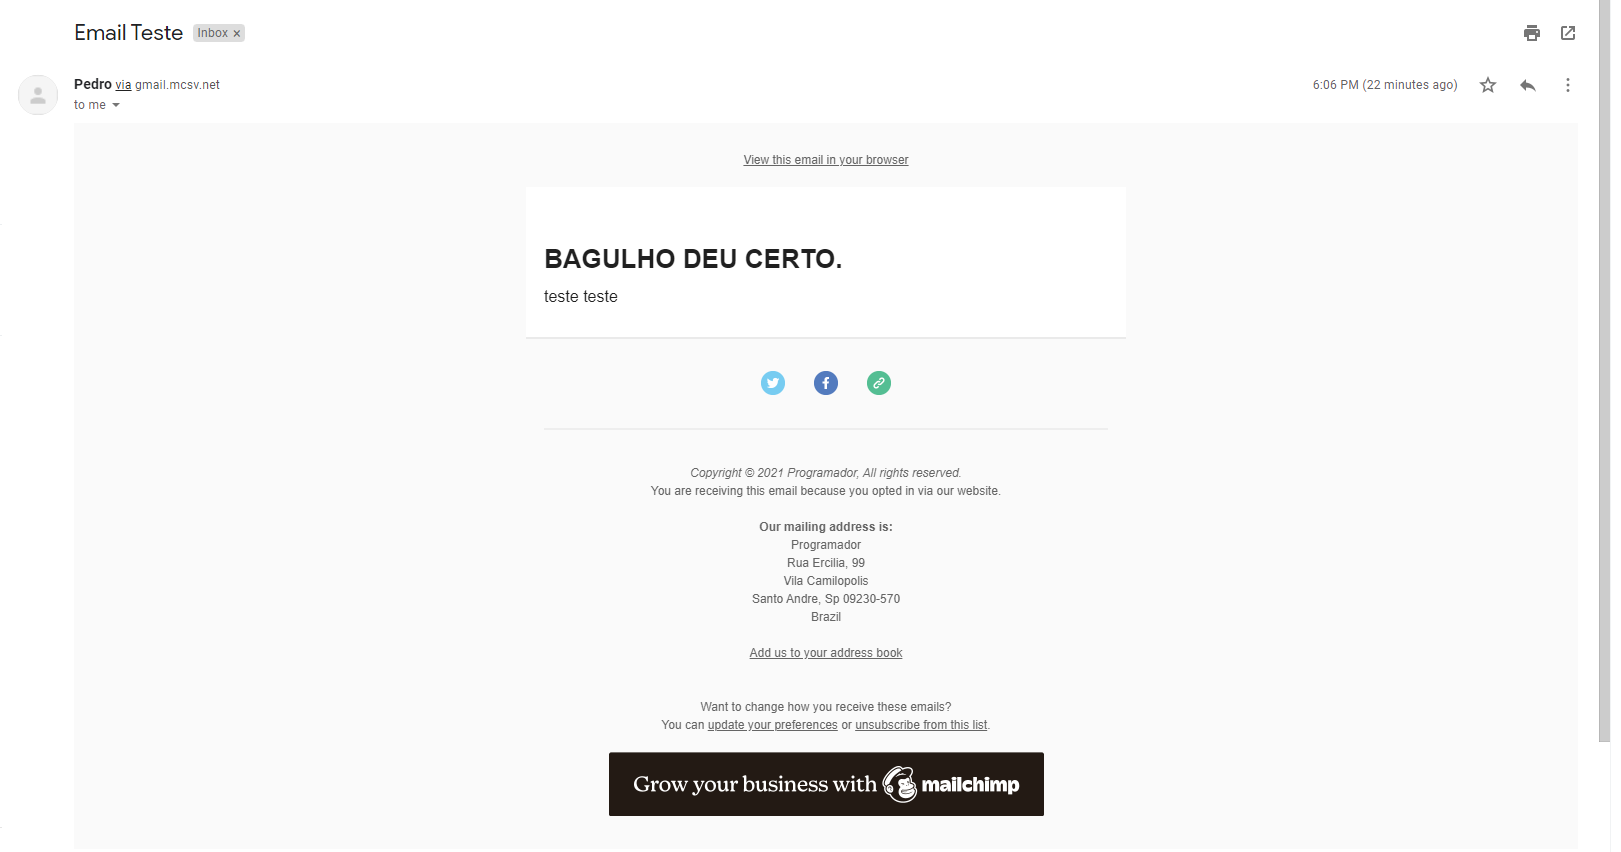 Email Teste Inbox ×
Pedro via gmail.mcsv.net 6:06 PM (22 minutes ago)
to me
View this email in your browser
BAGULHO DEU CERTO.
teste teste
Copyright © 2021 Programador, All rights reserved.
You are receiving this email because you opted in via our website.
Our mailing address is:
Programador
Rua Ercilia, 99
Vila Camilopolis
Santo Andre, Sp 09230-570
Brazil
Add us to your address book
Want to change how you receive these emails?
You can update your preferences or unsubscribe from this list.
Grow your business with mailchimp